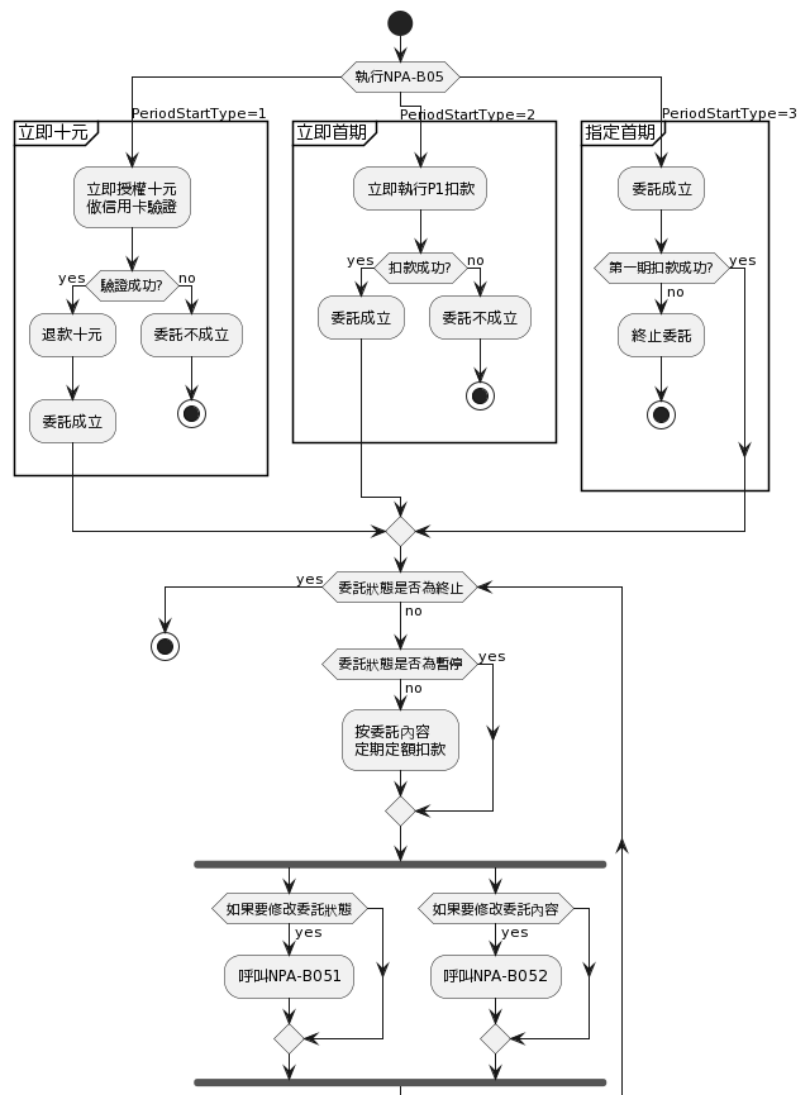 執行NPA-B05
PeriodStartType=1
立即十元
立即授權十元
做信用卡驗證
驗證成功?
yes
no
退款十元
委託不成立
委託成立
PeriodStartType=2
立即首期
立即執行P1扣款
扣款成功?
yes
no
委託成立
委託不成立
PeriodStartType=3
指定首期
委託成立
第一期扣款成功?
yes
no
終止委託
委託狀態是否為終止
yes
no
委託狀態是否為暫停
yes
no
按委託內容
定期定額扣款
如果要修改委託狀態
yes
呼叫NPA-B051
如果要修改委託內容
yes
呼叫NPA-B052